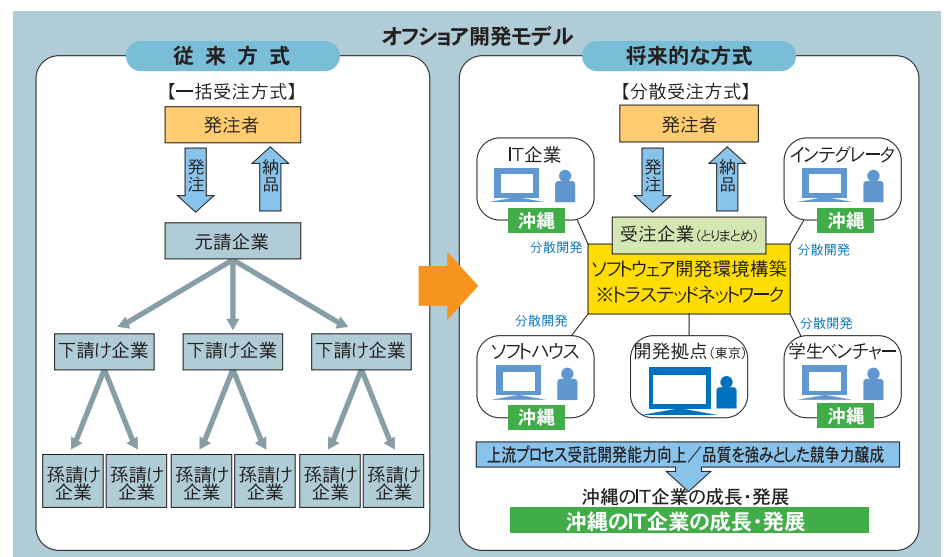 オフショア開発モデル
従来方式
【一括受注方式】
発注者
発注
納品
元請企業
下請け企業
下請け企業
下請け企業
孫請け
企業
孫請け
企業
孫請け
企業
孫請け
企業
孫請け
企業
孫請け
企業
将来的な方式
【分散受注方式】
発注者
発注
納品
IT企業
沖縄
インテグレータ
沖縄
受注企業(とりまとめ)
分散開発
分散開発
ソフトウェア開発環境構築
※トラステッドネットワーク
分散開発
分散開発
ソフトハウス
沖縄
開発拠点(東京)
学生ベンチャー
沖縄
上流プロセス受託開発能力向上/品質を強みとした競争力醸成
沖縄のIT企業の成長・発展
沖縄のIT企業の成長・発展